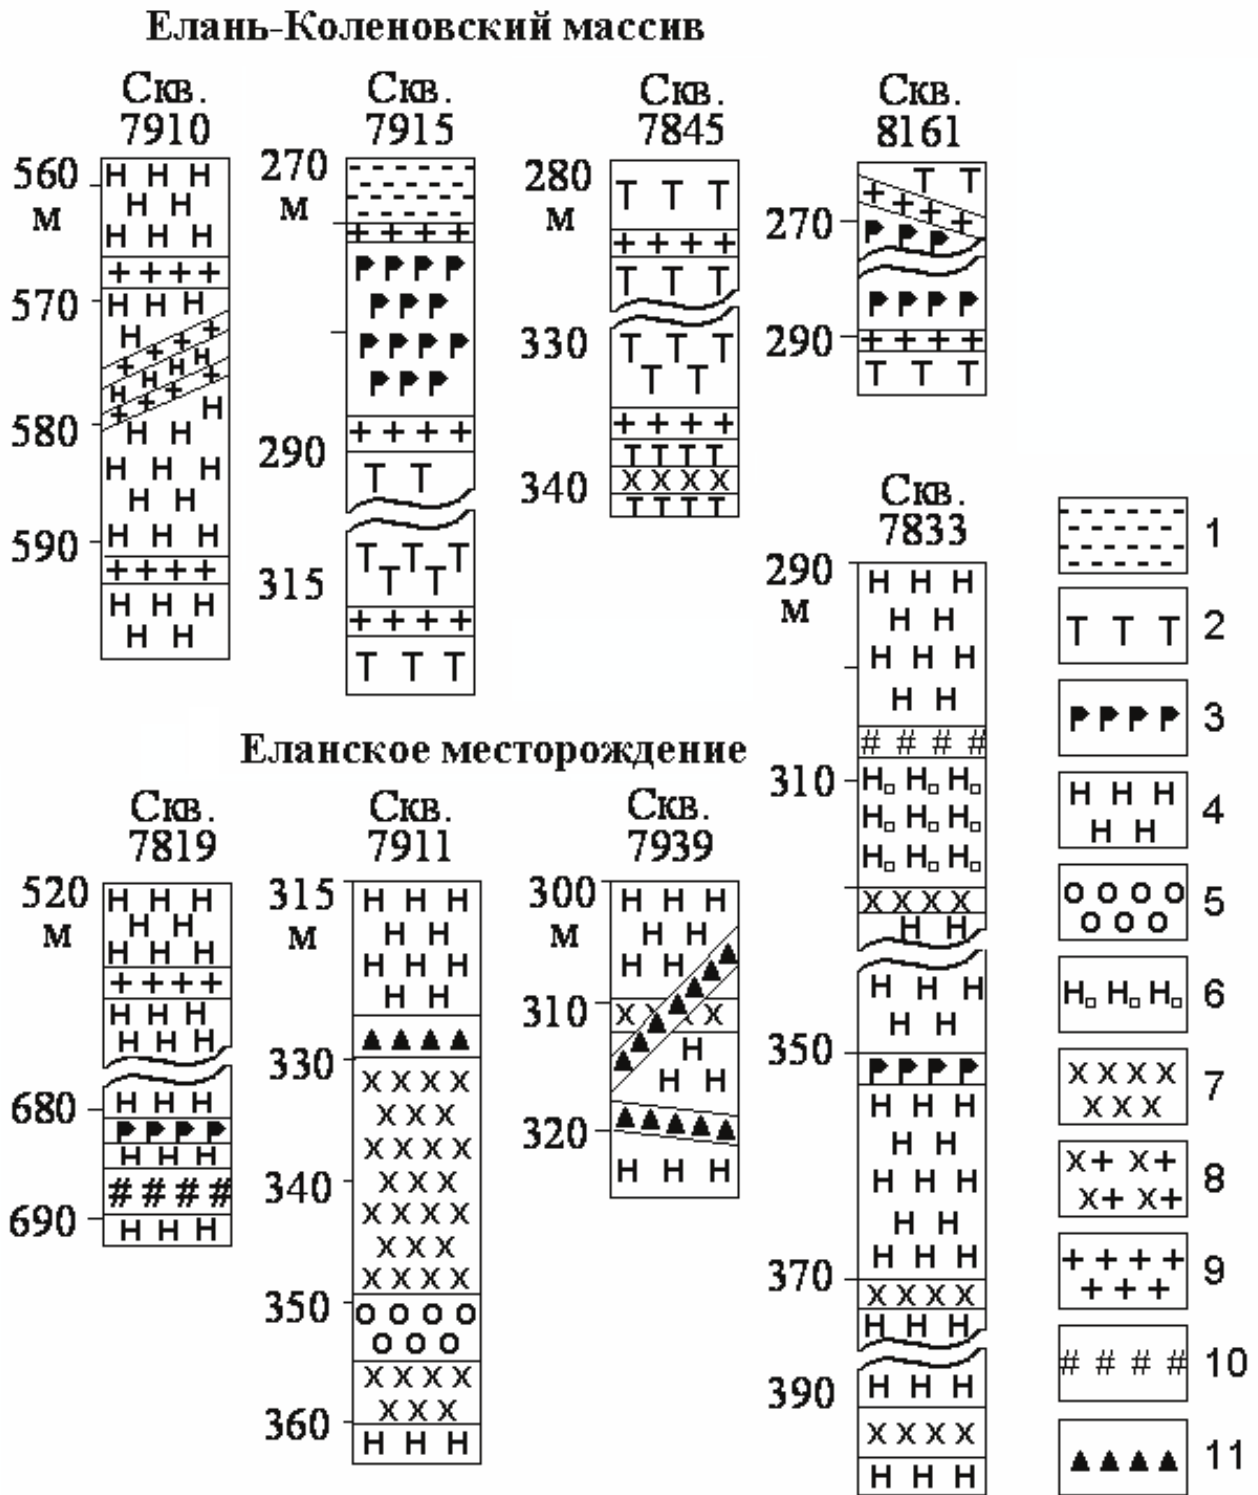 Елань-Коленовский массив
Скв.
7910
560
м
570
580
590
Скв.
7915
270
м
290
315
Скв.
7845
280
м
330
340
Скв.
8161
270
290
Еланское месторождение
Скв.
7819
520
м
680
690
Скв.
7911
315
м
330
340
350
360
Скв.
7939
300
м
310
320
Скв.
7833
290
м
310
350
370
390
1
2
3
4
5
6
7
8
9
10
11